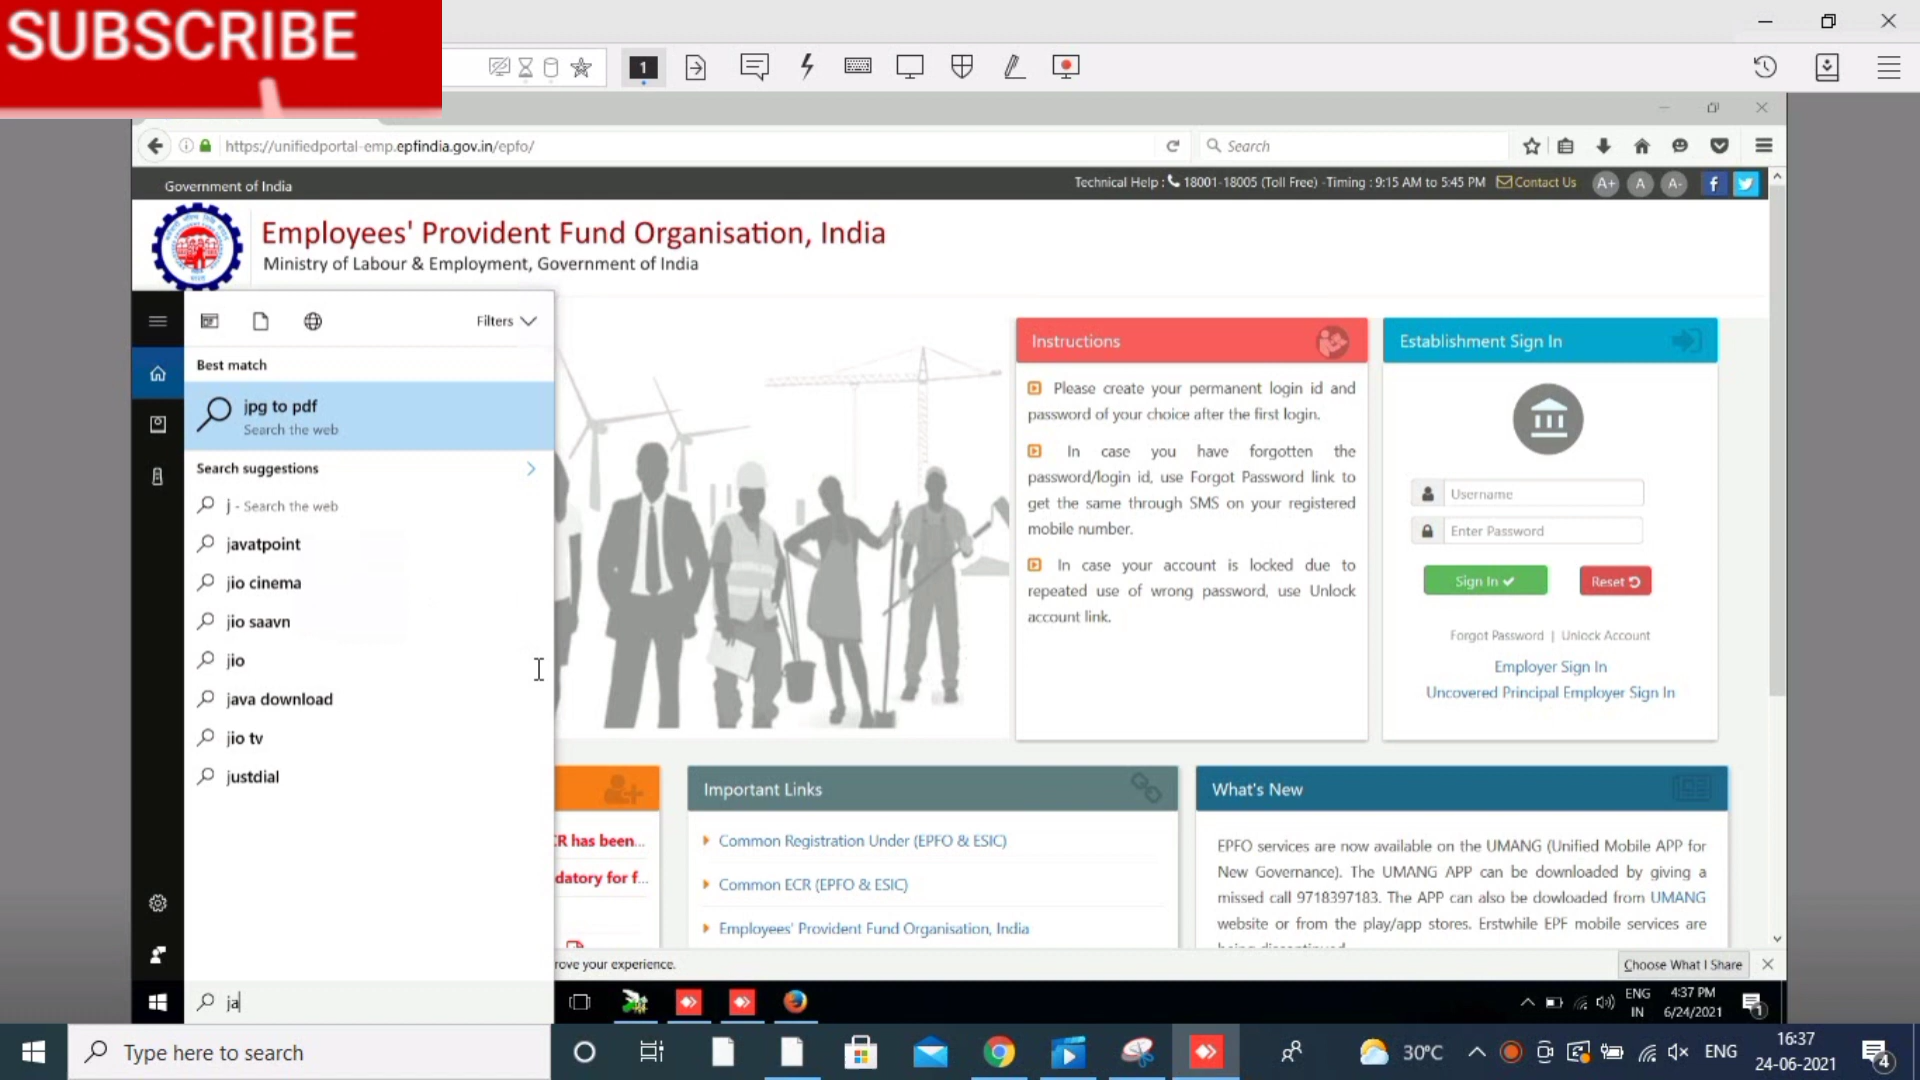 SUBSCRIBE
1
https://unifiedportal-emp.epfindia.gov.in/epfo/
Search
Government of India
Technical Help : 18001-18005 (Toll Free) -Timing : 9:15 AM to 5:45 PM Contact Us A+ A A-
Employees' Provident Fund Organisation, India
Ministry of Labour & Employment, Government of India
Filters
Best match
jpg to pdf
Search the web
Search suggestions
j - Search the web
javatpoint
jio cinema
jio saavn
jio
java download
jio tv
justdial
ja
Instructions
Please create your permanent login id and
password of your choice after the first login.
In case you have forgotten the
password/login id, use Forgot Password link to
get the same through SMS on your registered
mobile number.
In case your account is locked due to
repeated use of wrong password, use Unlock
account link.
Establishment Sign In
Username
Enter Password
Sign In
Reset
Forgot Password | Unlock Account
Employer Sign In
Uncovered Principal Employer Sign In
CR has been...
datory for f...
Important Links
Common Registration Under (EPFO & ESIC)
Common ECR (EPFO & ESIC)
Employees' Provident Fund Organisation, India
What's New
EPFO services are now available on the UMANG (Unified Mobile APP for
New Governance). The UMANG APP can be downloaded by giving a
missed call 9718397183. The APP can also be dowloaded from UMANG
website or from the play/app stores. Erstwhile EPF mobile services are
rove your experience.
Choose What I Share
ENG
IN
4:37 PM
6/24/2021
1
Type here to search
30°C
ENG
16:37
24-06-2021
4